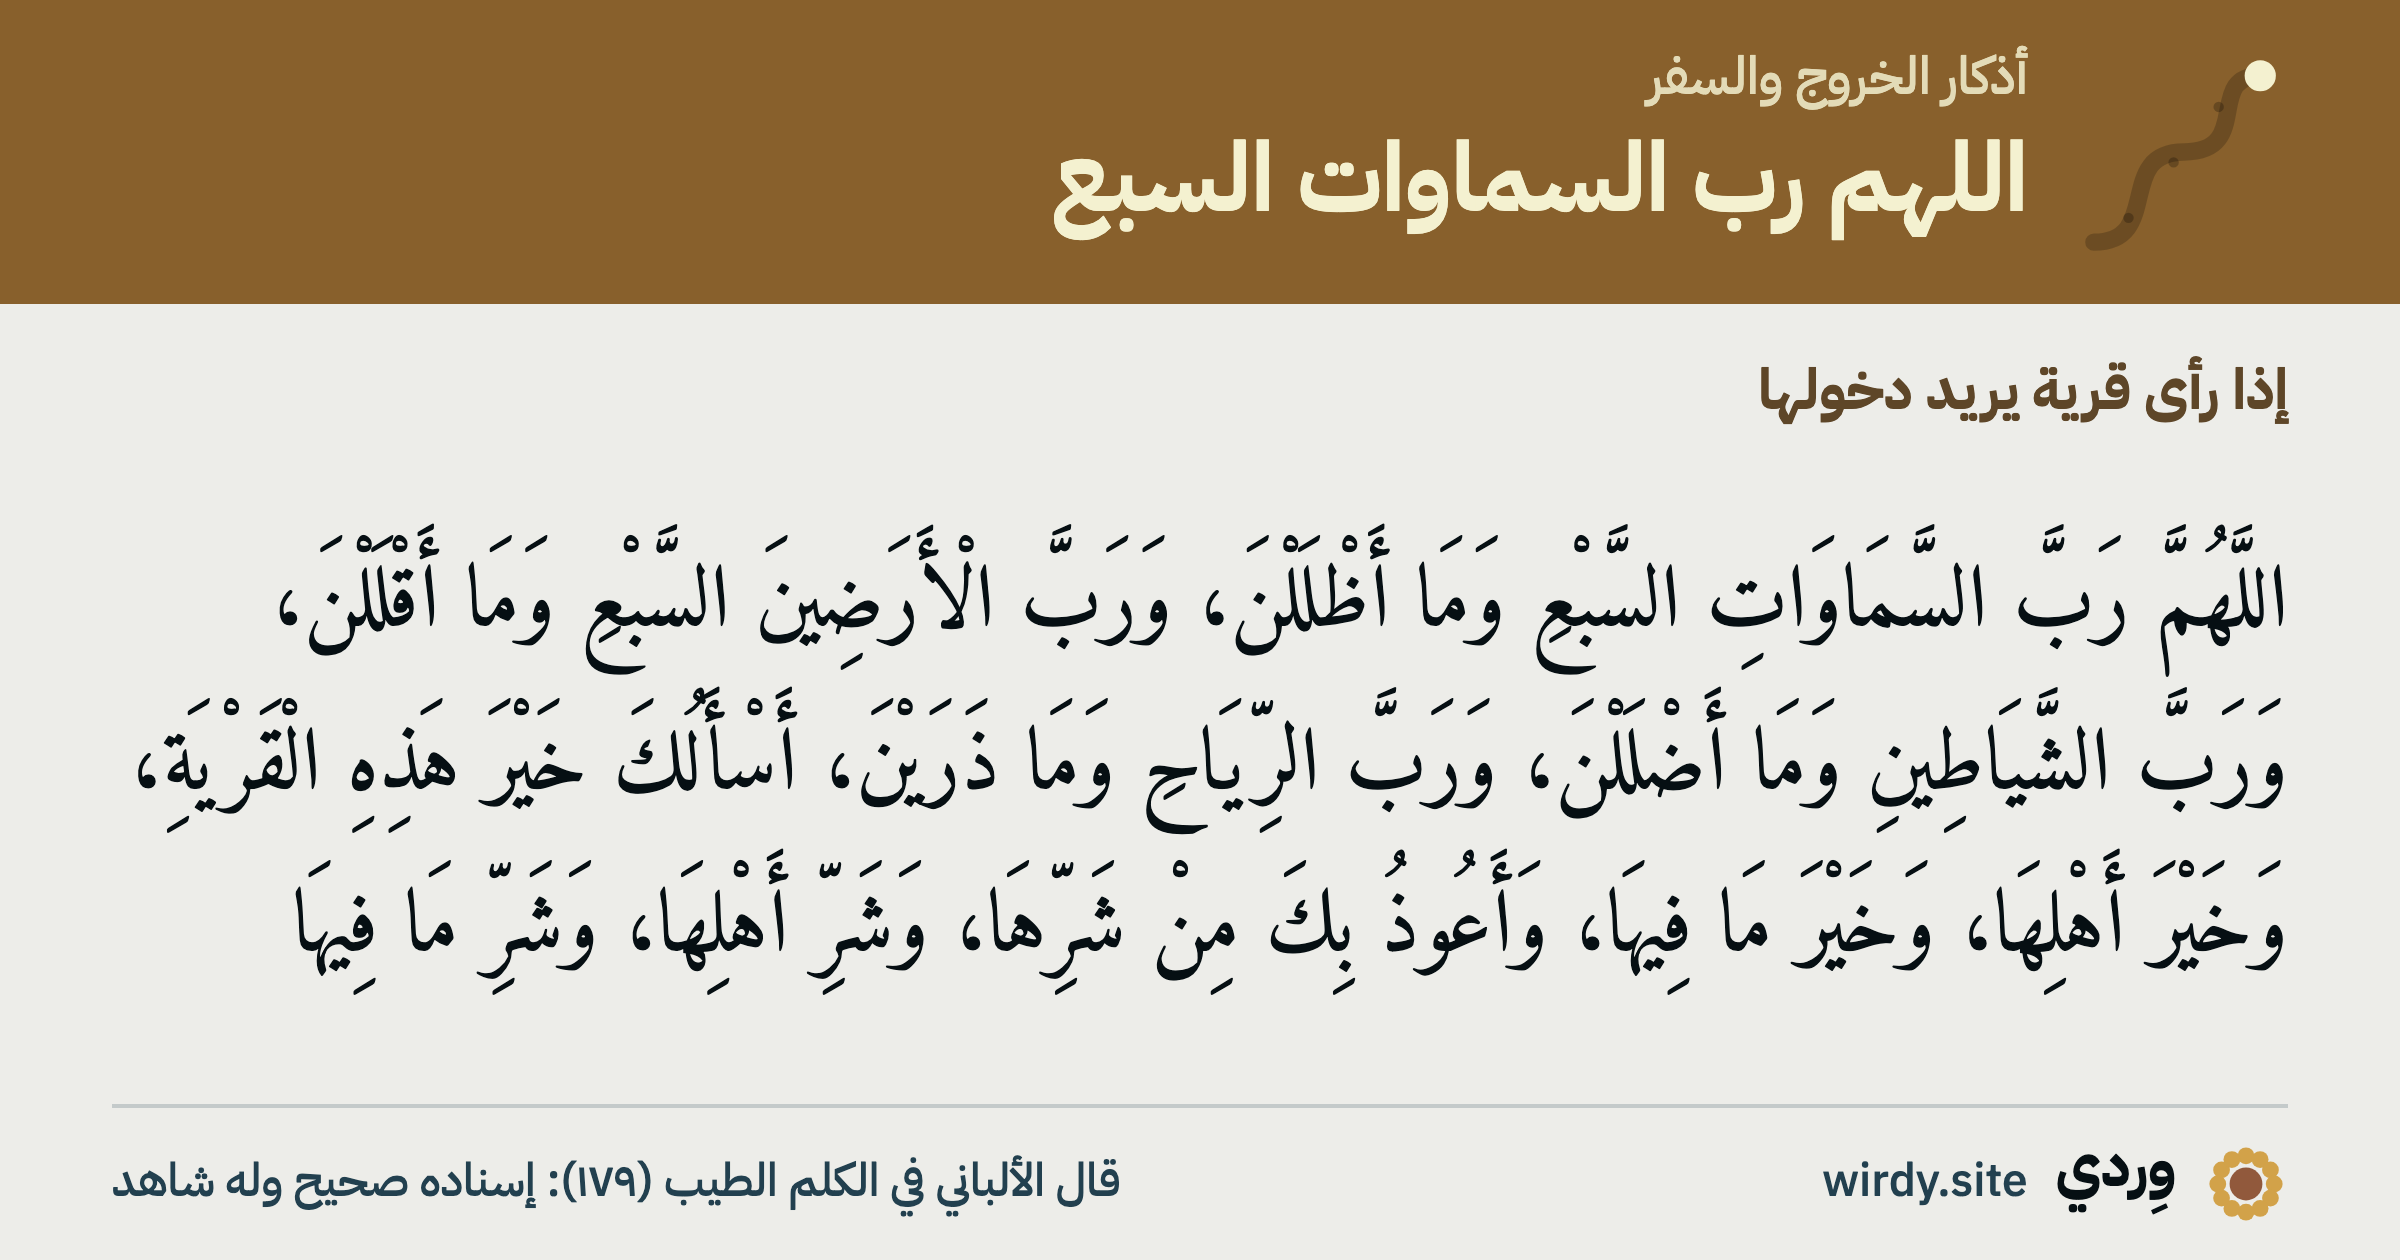 أذكار الخروج والسفر
اللهم رب السماوات السبع
إذا رأى قرية يريد دخولها
اللَّهُمَّ رَبَّ السَّمَاوَاتِ السَّبْعِ وَمَا أَظْلَلْنَ، وَرَبَّ الْأَرَضِينَ السَّبْعِ وَمَا أَقْلَلْنَ،
وَرَبَّ الشَّيَاطِينِ وَمَا أَضْلَلْنَ، وَرَبَّ الرِّيَاحِ وَمَا ذَرَيْنَ، أَسْأَلُكَ خَيْرَ هَذِهِ الْقَرْيَةِ،
وَخَيْرَ أَهْلِهَا، وَخَيْرَ مَا فِيهَا، وَأَعُوذُ بِكَ مِنْ شَرِّهَا، وَشَرِّ أَهْلِهَا، وَشَرِّ مَا فِيهَا
وِردي wirdy.site
قال الألباني في الكلم الطيب (١٧٩): إسناده صحيح وله شاهد